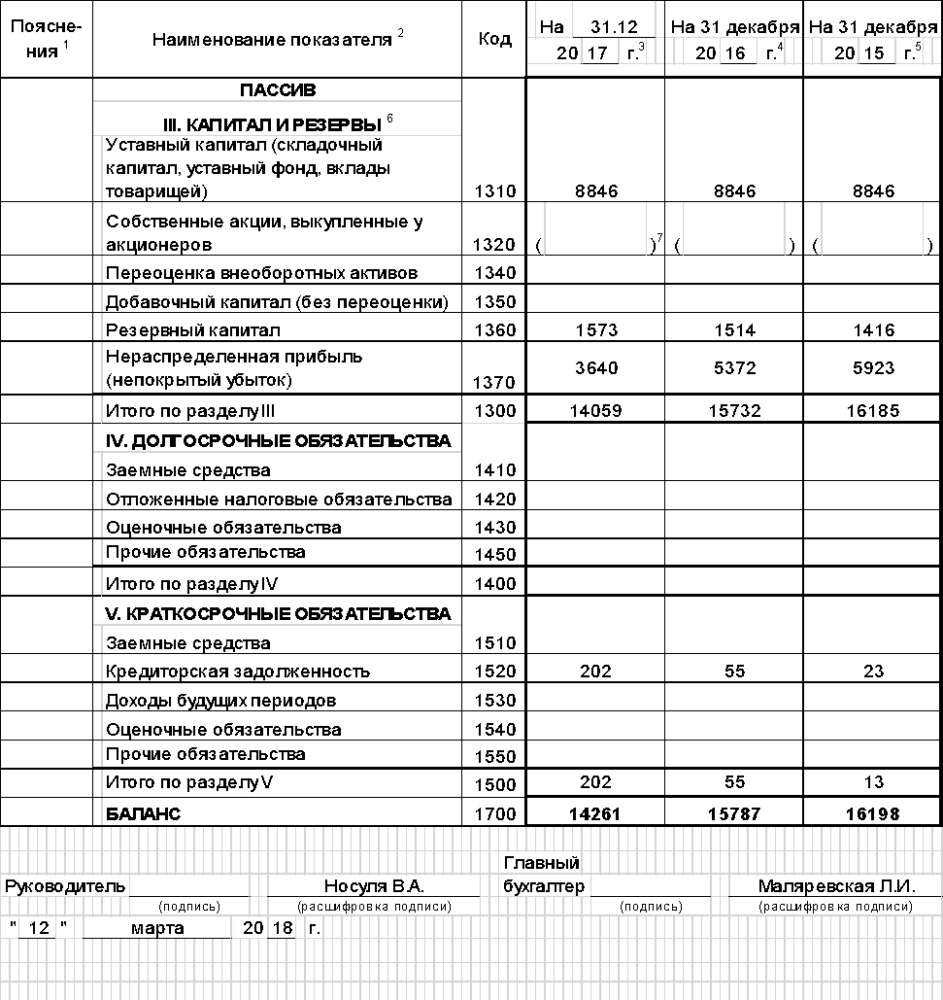 Поясне-
ния 1 Наименование показателя 2 Код На 31.12 На 31 декабря На 31 декабря
20 17 г.3 20 16 г.4 20 15 г.5
ПАССИВ
III. КАПИТАЛ И РЕЗЕРВЫ 6
Уставный капитал (складочный
капитал, уставный фонд, вклады
товарищей) 1310 8846 8846 8846
Собственные акции, выкупленные у
акционеров 1320 ( )7 ( ) ( )
Переоценка внеоборотных активов 1340
Добавочный капитал (без переоценки) 1350
Резервный капитал 1360 1573 1514 1416
Нераспределенная прибыль
(непокрытый убыток) 1370 3640 5372 5923
Итого по разделу III 1300 14059 15732 16185
IV. ДОЛГОСРОЧНЫЕ ОБЯЗАТЕЛЬСТВА
Заемные средства 1410
Отложенные налоговые обязательства 1420
Оценочные обязательства 1430
Прочие обязательства 1450
Итого по разделу IV 1400
V. КРАТКОСРОЧНЫЕ ОБЯЗАТЕЛЬСТВА
Заемные средства 1510
Кредиторская задолженность 1520 202 55 23
Доходы будущих периодов 1530
Оценочные обязательства 1540
Прочие обязательства 1550
Итого по разделу V 1500 202 55 13
БАЛАНС 1700 14261 15787 16198
Главный
Руководитель Носуля В.А. бухгалтер Маляревская Л.И.
(подпись) (расшифровка подписи) (подпись) (расшифровка подписи)
" 12 " марта 20 18 г.